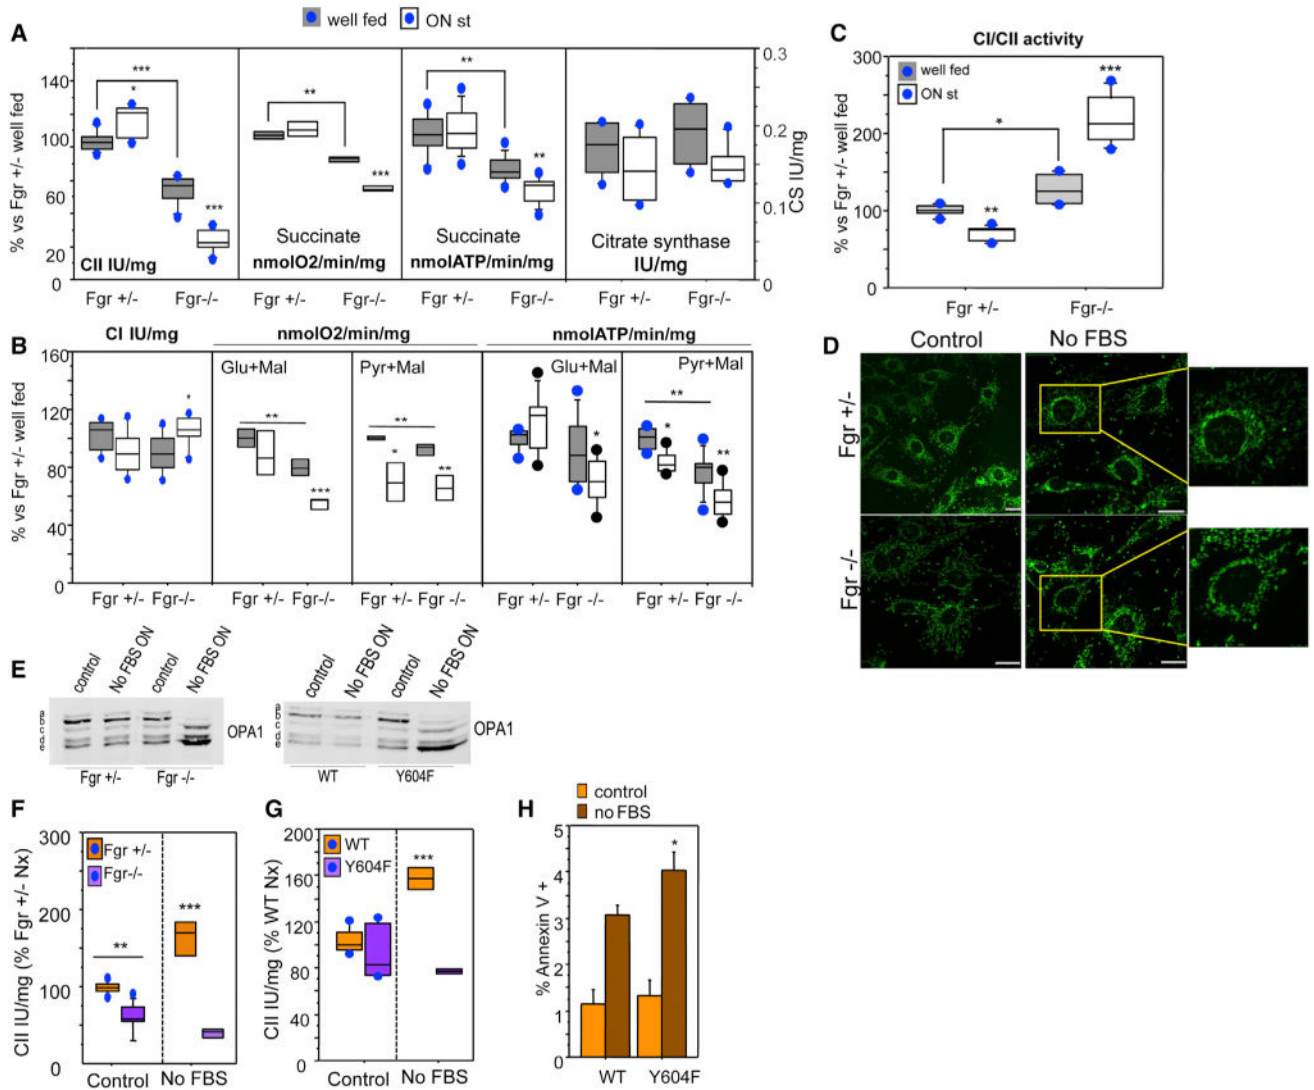 well fed ON st
A
% vs Fgr +/- well fed
140
100
60
20
0
***
*
***
**
***
**
**
0.3
0.2
0.1
0
CS IU/mg
CII IU/mg
Succinate
nmolO2/min/mg
Succinate
nmolATP/min/mg
Citrate synthase
IU/mg
Fgr +/- Fgr-/- Fgr +/- Fgr-/- Fgr +/- Fgr-/- Fgr +/- Fgr-/-
C
CI/CII activity
% vs Fgr +/- well fed
300
200
100
0
well fed
ON st
*
**
***
Fgr +/- Fgr-/-
B
CI IU/mg nmolO2/min/mg nmolATP/min/mg
% vs Fgr +/- well fed
160
120
80
40
0
Glu+Mal Pyr+Mal Glu+Mal Pyr+Mal
*
**
***
**
*
**
*
**
*
**
Fgr +/- Fgr-/- Fgr +/- Fgr-/- Fgr +/- Fgr -/- Fgr +/- Fgr -/- Fgr +/- Fgr -/-
D
Control No FBS
Fgr +/-
Fgr -/-
E
control No FBS ON control No FBS ON
a
b
c
d
e
OPA1
Fgr +/- Fgr -/-
control No FBS ON control No FBS ON
a
b
c
d
e
OPA1
WT Y604F
F
CII IU/mg (% Fgr +/- Nx)
300
200
100
0
Fgr +/-
Fgr-/-
**
***
Control No FBS
G
CII IU/mg (% WT Nx)
200
160
120
80
40
0
WT
Y604F
***
Control No FBS
H
control
no FBS
% Annexin V +
5
4
3
2
1
0
*
WT Y604F